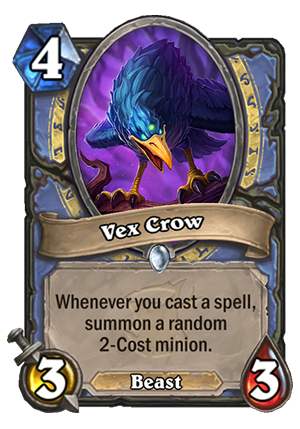 4
Vex Crow
Whenever you cast a spell,
summon a random
2-Cost minion.
3
Beast
3